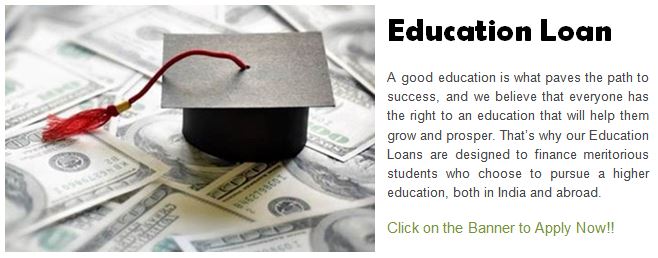 Education Loan
A good education is what paves the path to
success, and we believe that everyone has
the right to an education that will help them
grow and prosper. That's why our Education
Loans are designed to finance meritorious
students who choose to pursue a higher
education, both in India and abroad.
Click on the Banner to Apply Now!!